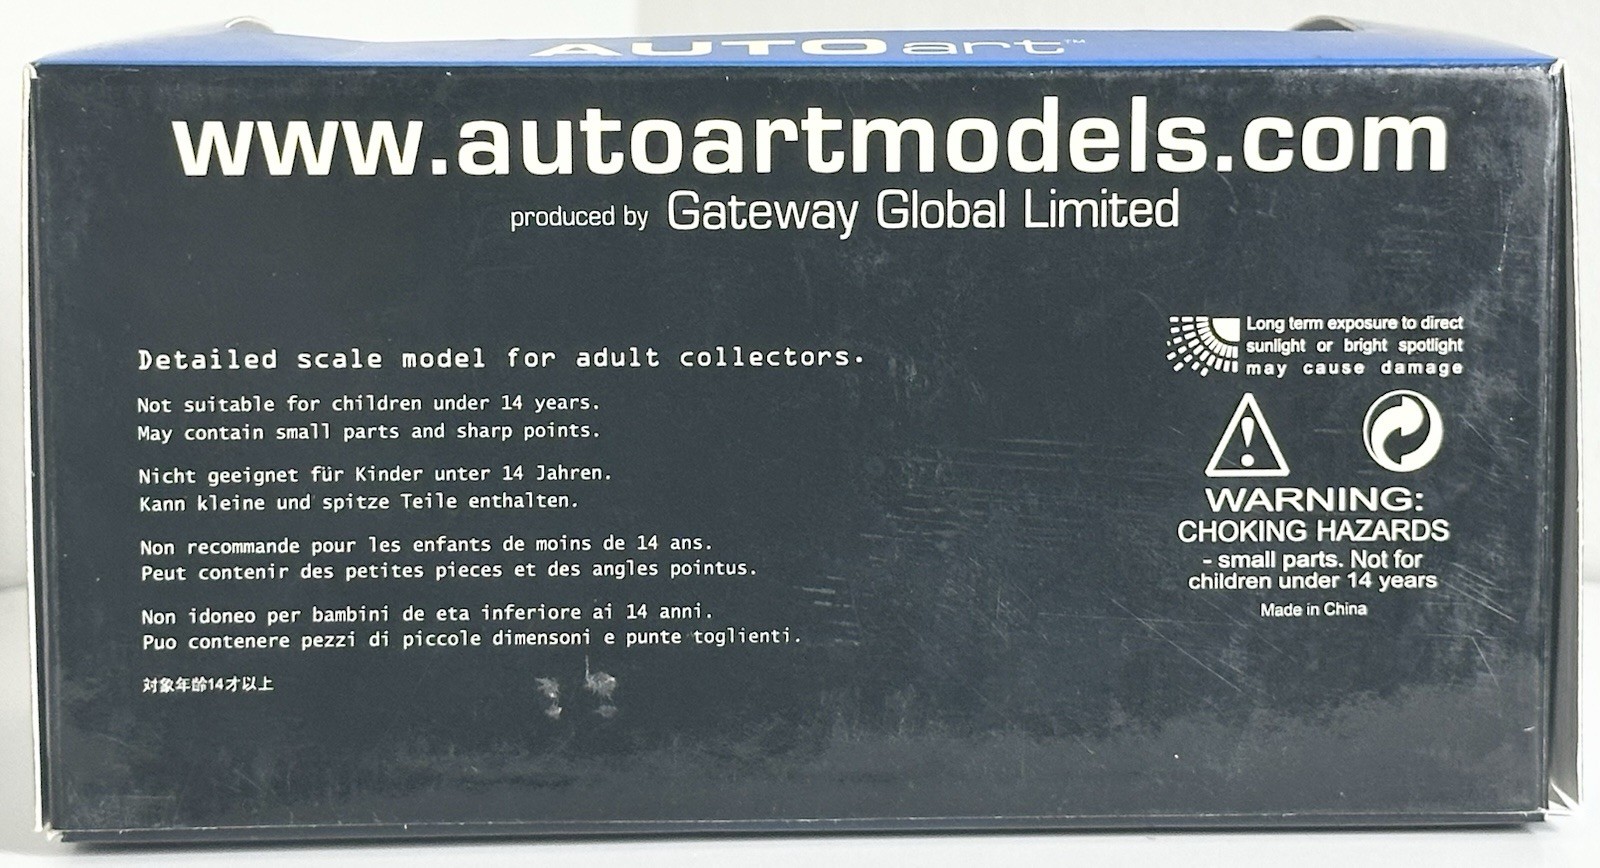 AUTOart™
www.autoartmodels.com
produced by Gateway Global Limited
Detailed scale model for adult collectors.
Not suitable for children under 14 years.
May contain small parts and sharp points.
Nicht geeignet für Kinder unter 14 Jahren.
Kann kleine und spitze Teile enthalten.
Non recommande pour les enfants de moins de 14 ans.
Peut contenir des petites pieces et des angles pointus.
Non idoneo per bambini de eta inferiore ai 14 anni.
Puo contenere pezzi di piccole dimensoni e punte toglienti.
対象年齢14才以上
Long term exposure to direct
sunlight or bright spotlight
may cause damage
WARNING:
CHOKING HAZARDS
- small parts. Not for
children under 14 years
Made in China